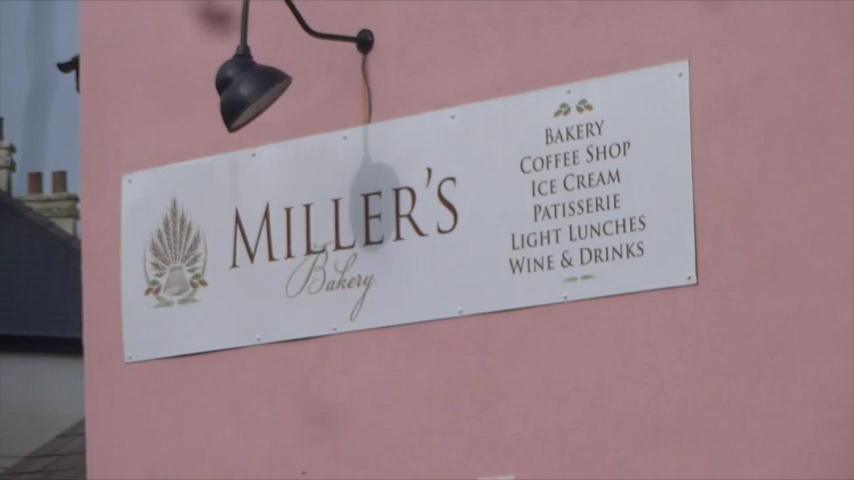 MILLER'S
Bakery
BAKERY
COFFEE SHOP
ICE CREAM
PATISSERIE
LIGHT LUNCHES
WINE & DRINKS